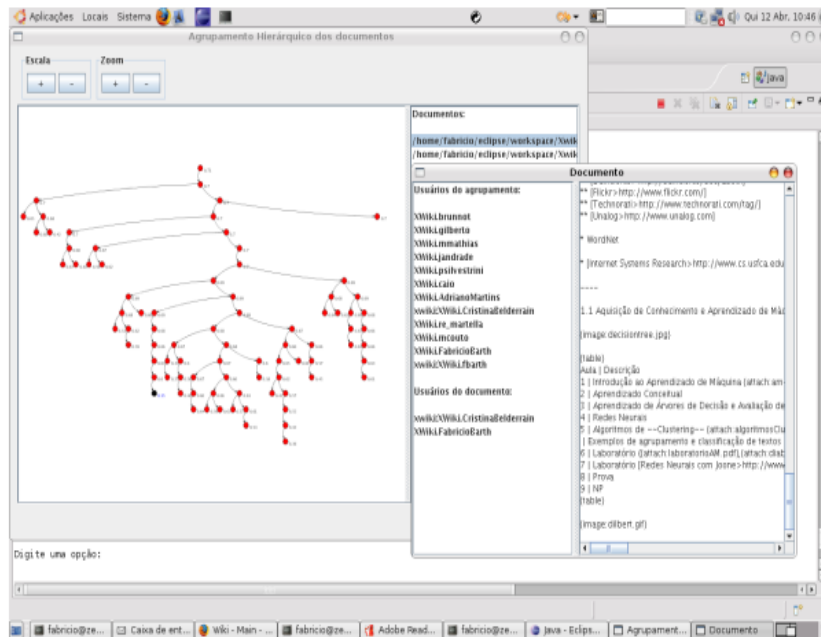 Aplicações Locais Sistema
Qui 12 Abr, 10:46
Agrupamento Hierárquico dos documentos
Escala
Zoom
+ - + -
Java
Documentos:
/home/fabricio/eclipse/workspace/Xwik
/home/fabricio/eclipse/workspace/Xwik
Documento
Usuários do agrupamento:
XWiki.brunnot
XWiki.gilberto
XWiki.mmathias
XWiki.jandrade
XWiki.psilvestrini
XWiki.caio
XWiki.AdrianoMartins
xwiki:XWiki.CristinaBelderrain
XWiki.re_martella
XWiki.mcouto
XWiki.FabricioBarth
xwiki:XWiki.fbarth
Usuários do documento:
xwiki:XWiki.CristinaBelderrain
XWiki.FabricioBarth
** [Flickr>http://www.flickr.com/]
** [Technorati>http://www.technorati.com/tag/]
** [Unalog>http://www.unalog.com]
* WordNet
* [Internet Systems Research>http://www.cs.usfca.edu
----
1.1 Aquisição de Conhecimento e Aprendizado de Máq
{image:decisiontree.jpg}
{table}
Aula | Descrição
1 | Introdução ao Aprendizado de Máquina {attach:am
2 | Aprendizado Conceitual
3 | Aprendizado de Árvores de Decisão e Avaliação de
4 | Redes Neurais
5 | Algoritmos de ~~Clustering~~ {attach:algoritmosClu
| Exemplos de agrupamento e classificação de textos
6 | Laboratório {attach:laboratorioAM.pdf},{attach:diab
7 | Laboratório [Redes Neurais com Joone>http://www
8 | Prova
9 | NP
{table}
{image:dilbert.gif}
Digite uma opção:
fabricio@ze... Caixa de ent... Wiki - Main - ... fabricio@ze... Adobe Read... fabricio@ze... Java - Eclips... Agrupament... Documento